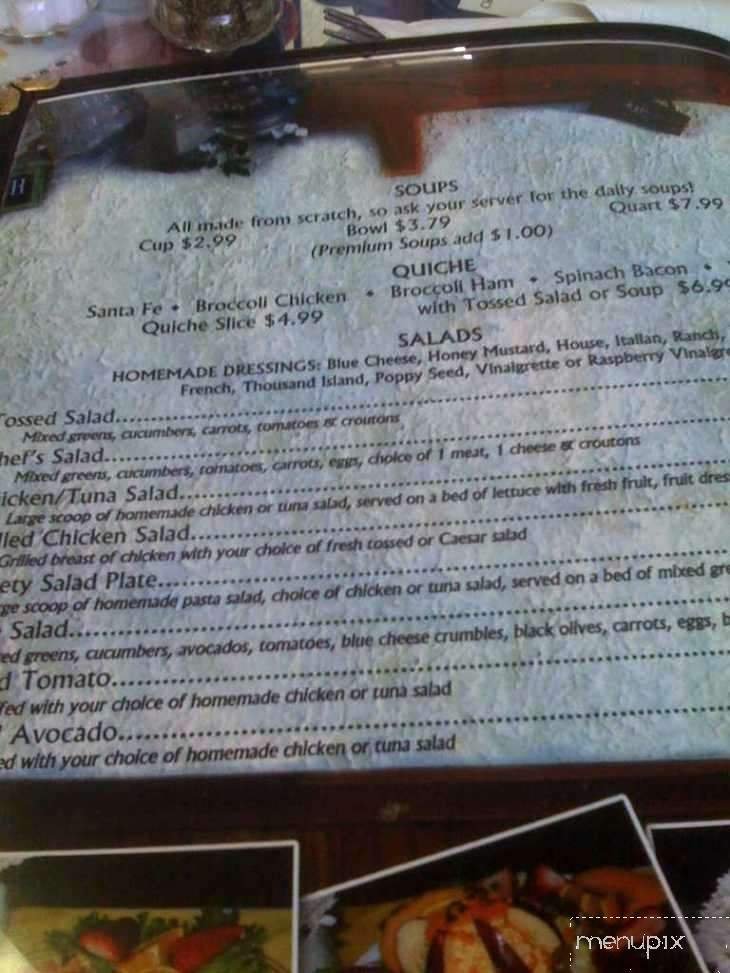 SOUPS
All made from scratch, so ask your server for the daily soups!
Cup $2.99 Bowl $3.79 Quart $7.99
(Premium Soups add $1.00)
QUICHE
Santa Fe • Broccoli Chicken • Broccoli Ham • Spinach Bacon •
Quiche Slice $4.99 with Tossed Salad or Soup $6.99
SALADS
HOMEMADE DRESSINGS: Blue Cheese, Honey Mustard, House, Italian, Ranch,
French, Thousand Island, Poppy Seed, Vinaigrette or Raspberry Vinaigre
Tossed Salad
Mixed greens, cucumbers, carrots, tomatoes & croutons
hef's Salad
Mixed greens, cucumbers, tomatoes, carrots, eggs, choice of 1 meat, 1 cheese & croutons
icken/Tuna Salad
Large scoop of homemade chicken or tuna salad, served on a bed of lettuce with fresh fruit, fruit dres
lled Chicken Salad
Grilled breast of chicken with your choice of fresh tossed or Caesar salad
ety Salad Plate
ge scoop of homemade pasta salad, choice of chicken or tuna salad, served on a bed of mixed gre
Salad
ed greens, cucumbers, avocados, tomatoes, blue cheese crumbles, black olives, carrots, eggs, b
d Tomato
fed with your choice of homemade chicken or tuna salad
Avocado
ed with your choice of homemade chicken or tuna salad
menupix